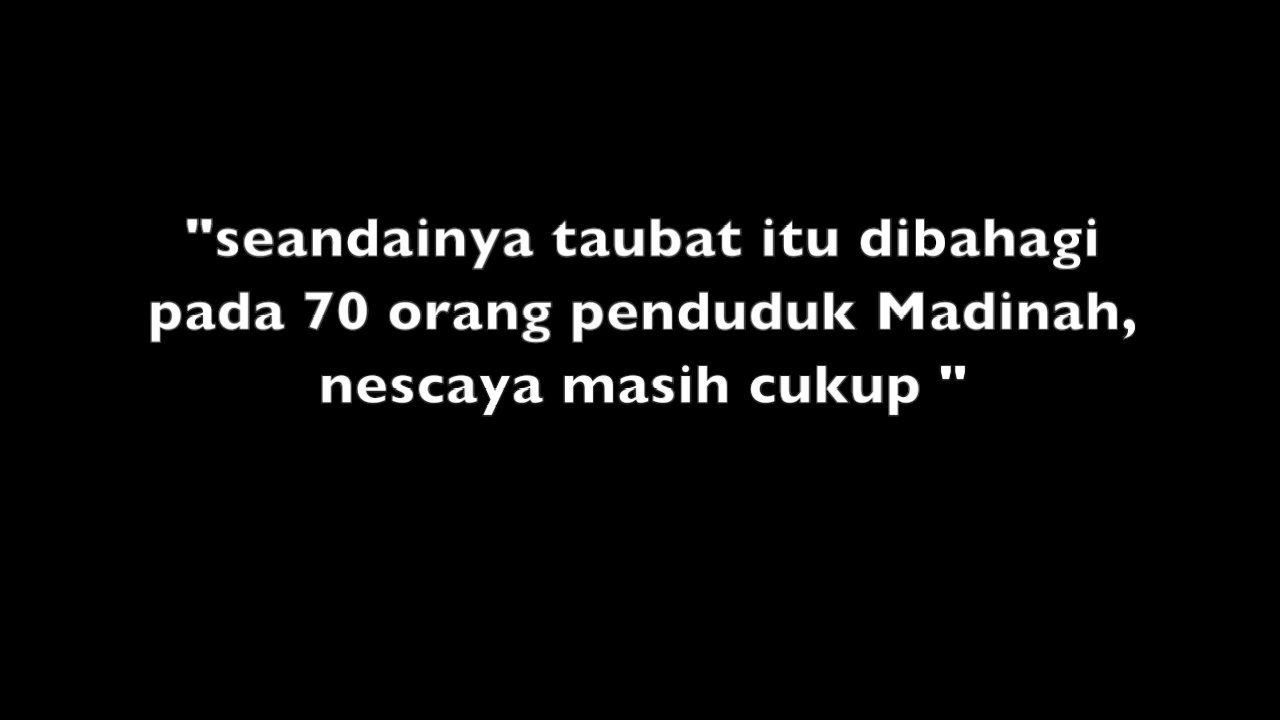 "seandainya taubat itu dibahagi
pada 70 orang penduduk Madinah,
nescaya masih cukup "